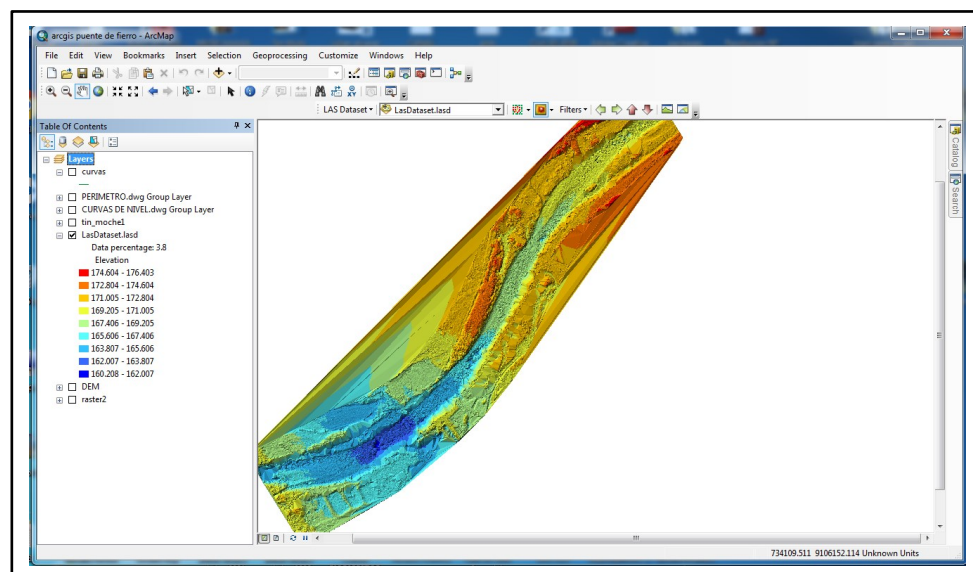 arcgis puente de fierro - ArcMap
File Edit View Bookmarks Insert Selection Geoprocessing Customize Windows Help
LAS Dataset LasDataset.lasd Filters
Table Of Contents
Layers
curvas
PERIMETRO.dwg Group Layer
CURVAS DE NIVEL.dwg Group Layer
tin_moche1
LasDataset.lasd
Data percentage: 3.8
Elevation
174.604 - 176.403
172.804 - 174.604
171.005 - 172.804
169.205 - 171.005
167.406 - 169.205
165.606 - 167.406
163.807 - 165.606
162.007 - 163.807
160.208 - 162.007
DEM
raster2
Catalog
Search
734109.511 9106152.114 Unknown Units